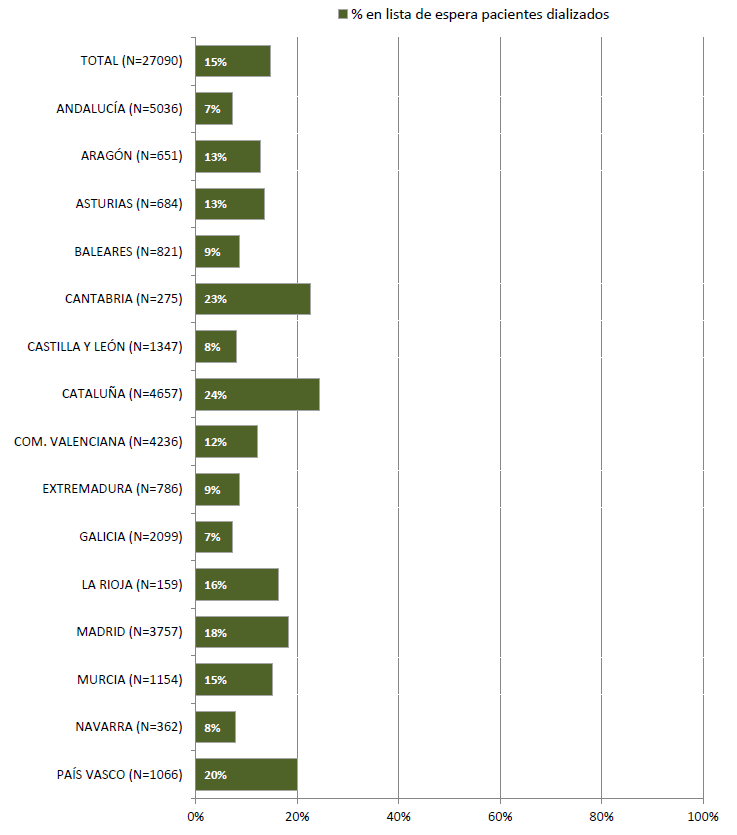 % en lista de espera pacientes dializados
TOTAL (N=27090) 15%
ANDALUCÍA (N=5036) 7%
ARAGÓN (N=651) 13%
ASTURIAS (N=684) 13%
BALEARES (N=821) 9%
CANTABRIA (N=275) 23%
CASTILLA Y LEÓN (N=1347) 8%
CATALUÑA (N=4657) 24%
COM. VALENCIANA (N=4236) 12%
EXTREMADURA (N=786) 9%
GALICIA (N=2099) 7%
LA RIOJA (N=159) 16%
MADRID (N=3757) 18%
MURCIA (N=1154) 15%
NAVARRA (N=362) 8%
PAÍS VASCO (N=1066) 20%
0% 20% 40% 60% 80% 100%